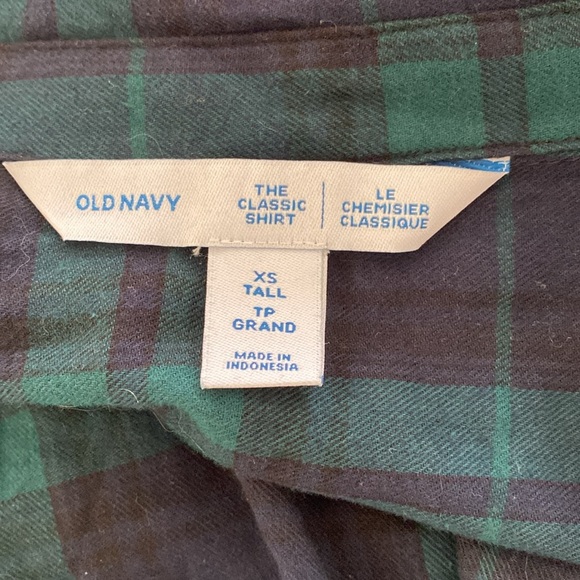 OLD NAVY
THE
CLASSIC
SHIRT
LE
CHEMISIER
CLASSIQUE
XS
TALL
TP
GRAND
MADE IN
INDONESIA